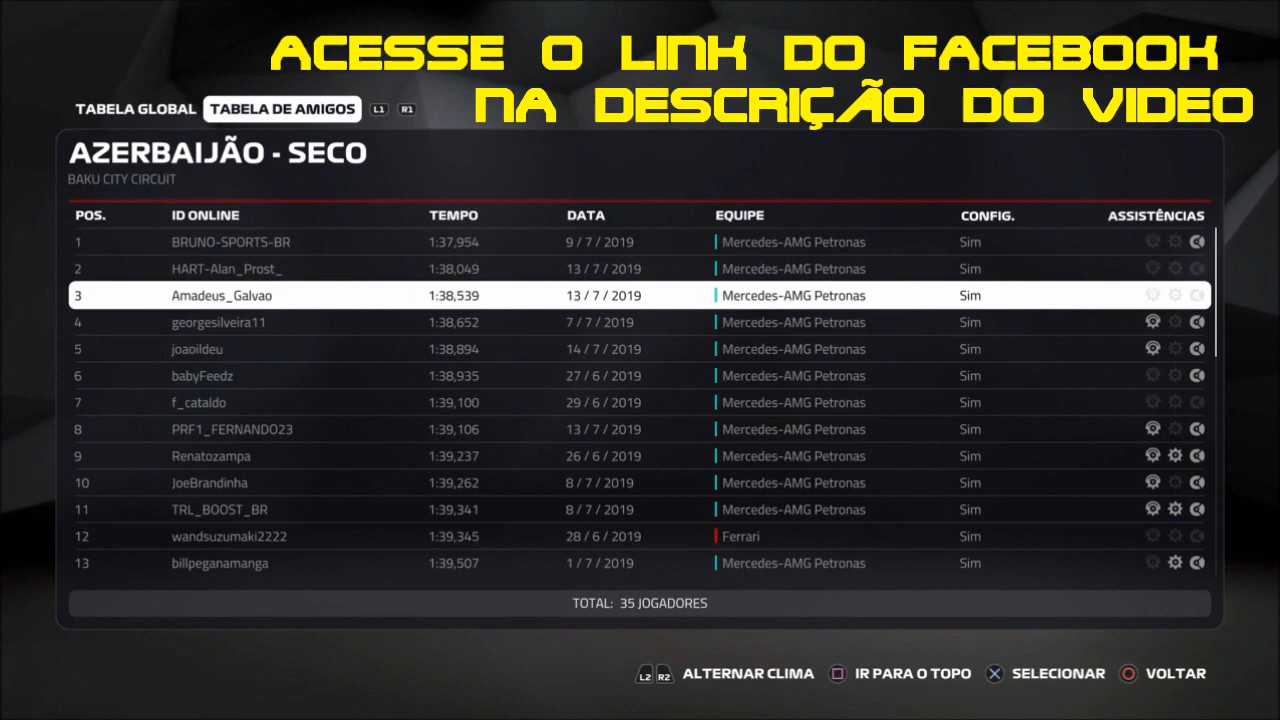 ACESSE O LINK DO FACEBOOK
NA DESCRIÇÃO DO VIDEO
TABELA GLOBAL TABELA DE AMIGOS L1 R1
AZERBAIJÃO - SECO
BAKU CITY CIRCUIT
POS. ID ONLINE TEMPO DATA EQUIPE CONFIG. ASSISTÊNCIAS
1 BRUNO-SPORTS-BR 1:37,954 9 / 7 / 2019 Mercedes-AMG Petronas Sim
2 HART-Alan_Prost_ 1:38,049 13 / 7 / 2019 Mercedes-AMG Petronas Sim
3 Amadeus_Galvao 1:38,539 13 / 7 / 2019 Mercedes-AMG Petronas Sim
4 georgesilveira11 1:38,652 7 / 7 / 2019 Mercedes-AMG Petronas Sim
5 joaoildeu 1:38,894 14 / 7 / 2019 Mercedes-AMG Petronas Sim
6 babyFeedz 1:38,935 27 / 6 / 2019 Mercedes-AMG Petronas Sim
7 f_cataldo 1:39,100 29 / 6 / 2019 Mercedes-AMG Petronas Sim
8 PRF1_FERNANDO23 1:39,106 13 / 7 / 2019 Mercedes-AMG Petronas Sim
9 Renatozampa 1:39,237 26 / 6 / 2019 Mercedes-AMG Petronas Sim
10 JoeBrandinha 1:39,262 8 / 7 / 2019 Mercedes-AMG Petronas Sim
11 TRL_BOOST_BR 1:39,341 8 / 7 / 2019 Mercedes-AMG Petronas Sim
12 wandsuzumaki2222 1:39,345 28 / 6 / 2019 Ferrari Sim
13 billpeganamanga 1:39,507 1 / 7 / 2019 Mercedes-AMG Petronas Sim
TOTAL: 35 JOGADORES
L2 R2 ALTERNAR CLIMA IR PARA O TOPO SELECIONAR VOLTAR